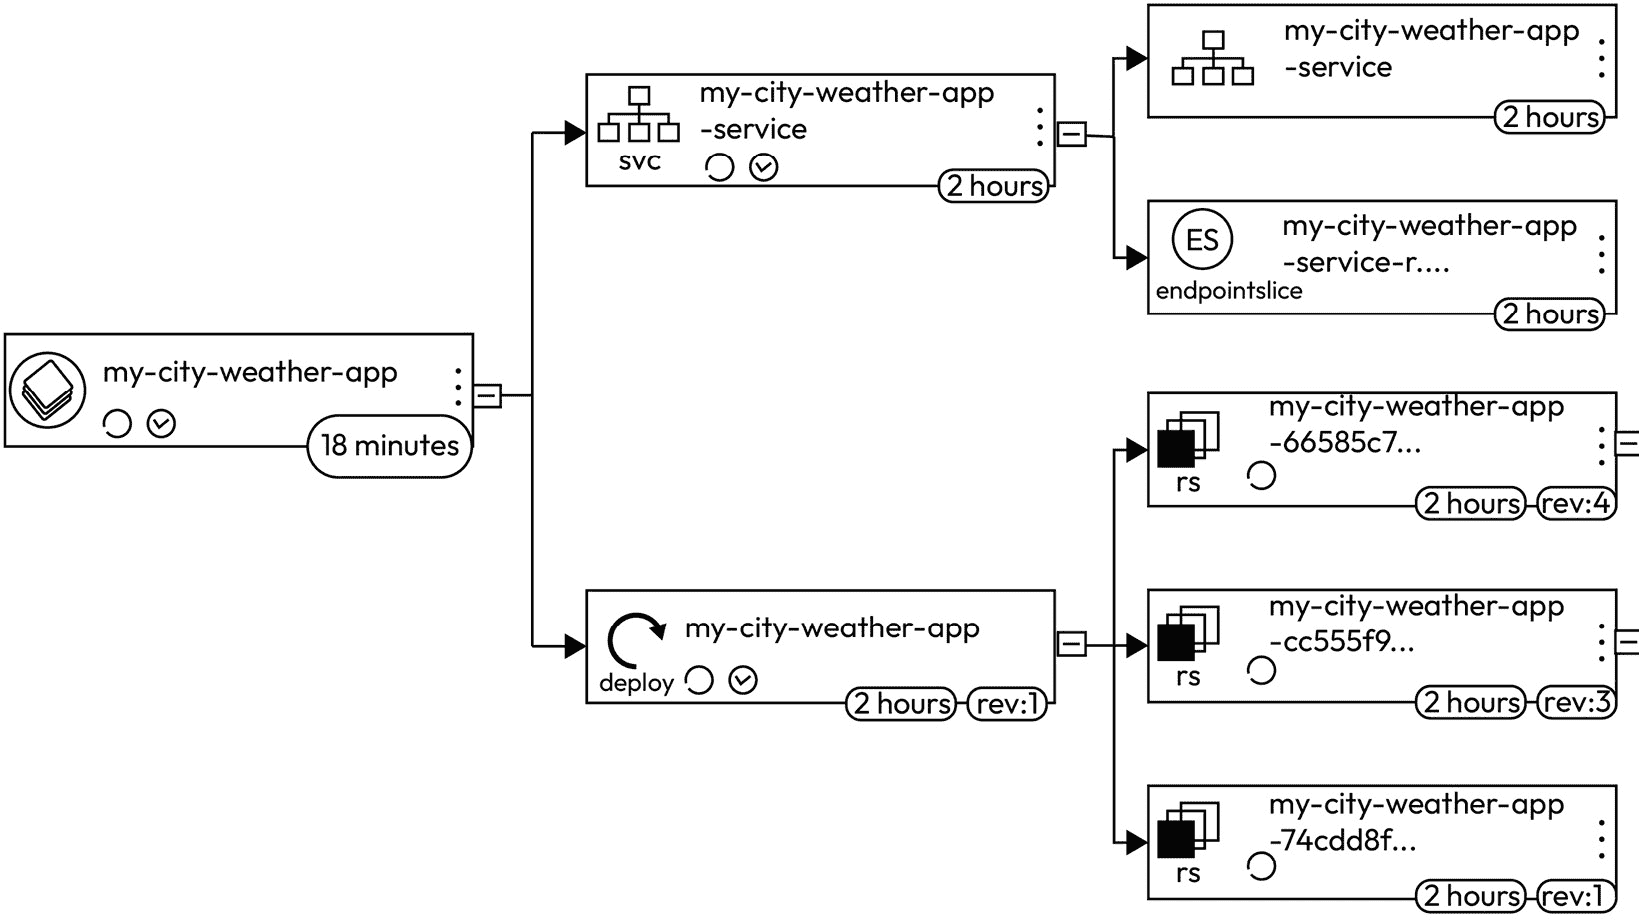 my-city-weather-app
18 minutes
my-city-weather-app
-service
svc
2 hours
my-city-weather-app
deploy
2 hours
rev:1
my-city-weather-app
-service
2 hours
ES
my-city-weather-app
-service-r....
endpointslice
2 hours
my-city-weather-app
-66585c7...
rs
2 hours
rev:4
my-city-weather-app
-cc555f9...
rs
2 hours
rev:3
my-city-weather-app
-74cdd8f...
rs
2 hours
rev:1